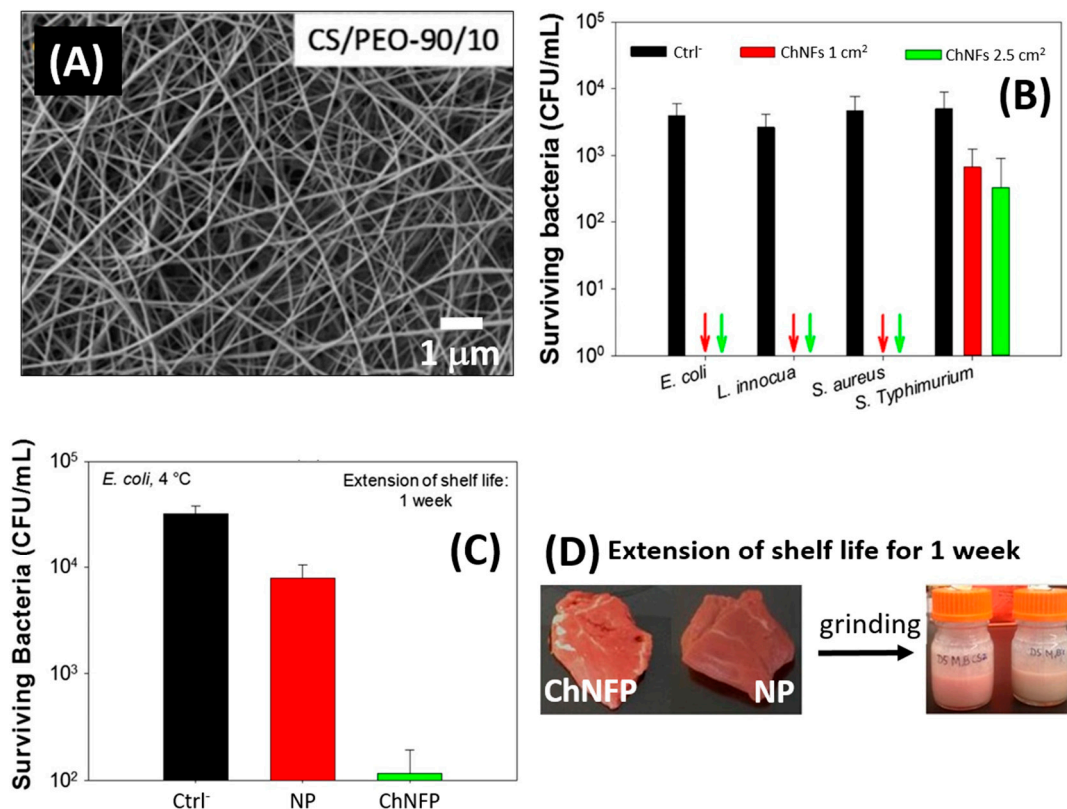 (A)
CS/PEO-90/10
1 μm
(B)
Surviving bacteria (CFU/mL)
10⁵
10⁴
10³
10²
10¹
10⁰
Ctrl⁻
ChNFs 1 cm²
ChNFs 2.5 cm²
E. coli
L. innocua
S. aureus
S. Typhimurium
(C)
Surviving Bacteria (CFU/mL)
10⁵
10⁴
10³
10²
E. coli, 4 °C
Extension of shelf life:
1 week
Ctrl⁻
NP
ChNFP
(D) Extension of shelf life for 1 week
ChNFP
NP
grinding